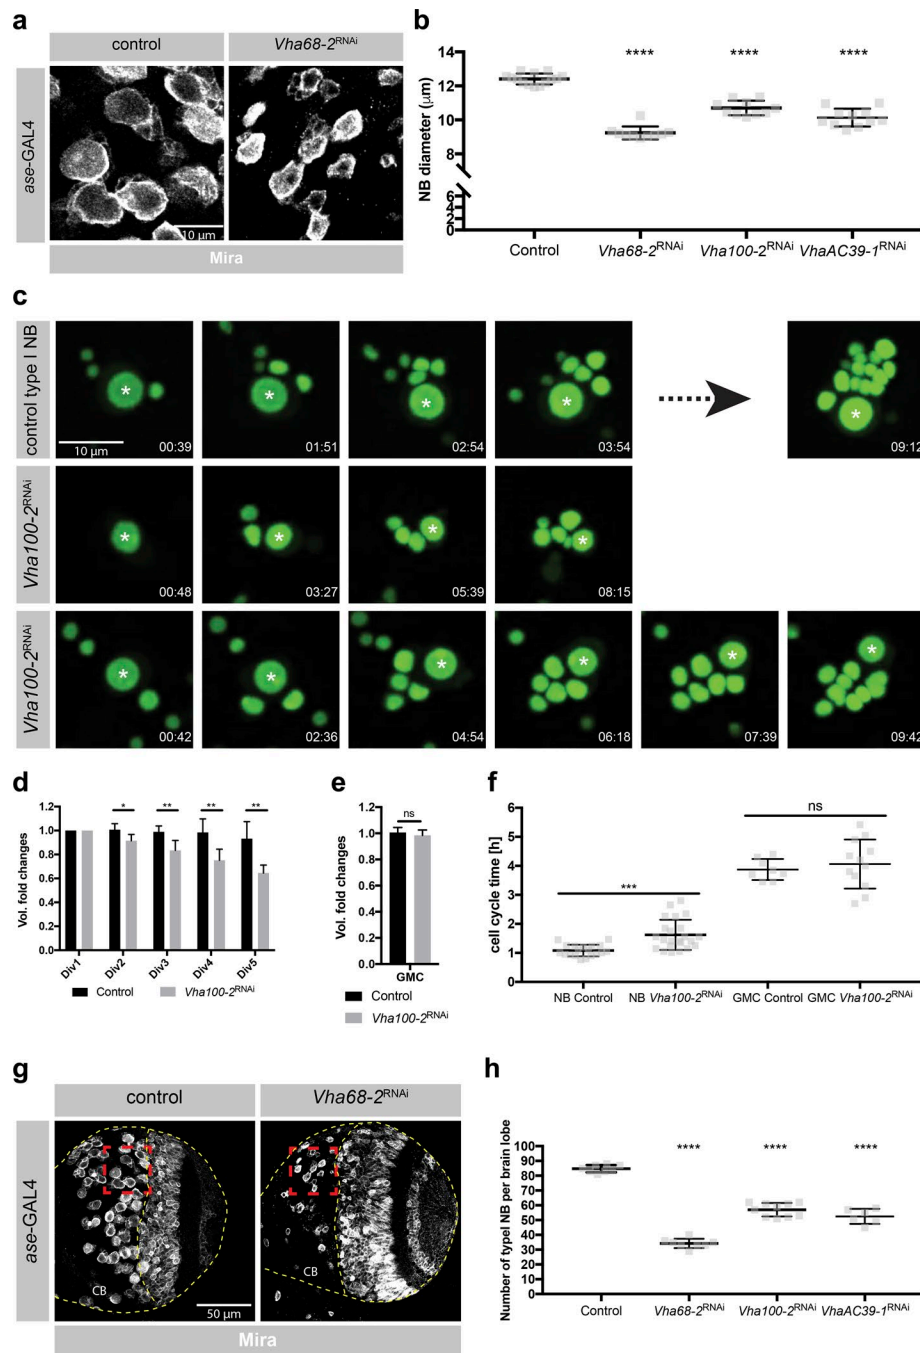 a
control
Vha68-2RNAi
ase-GAL4
10 µm
Mira
b
NB diameter (µm)
14
12
10
8
6
4
2
0
****
****
****
Control
Vha68-2RNAi
Vha100-2RNAi
VhaAC39-1RNAi
c
control type I NB
*
00:39
10 µm
*
01:51
*
02:54
*
03:54
*
09:12
Vha100-2RNAi
*
00:48
*
03:27
*
05:39
*
08:15
Vha100-2RNAi
*
00:42
*
02:36
*
04:54
*
06:18
*
07:39
*
09:42
d
Vol. fold changes
1.2
1.0
0.8
0.6
0.4
0.2
0.0
*
**
**
**
Div1
Div2
Div3
Div4
Div5
Control
Vha100-2RNAi
e
Vol. fold changes
1.2
1.0
0.8
0.6
0.4
0.2
0.0
ns
GMC
Control
Vha100-2RNAi
f
cell cycle time [h]
6
5
4
3
2
1
0
***
ns
NB Control
NB Vha100-2RNAi
GMC Control
GMC Vha100-2RNAi
g
control
Vha68-2RNAi
ase-GAL4
CB
50 µm
CB
Mira
h
Number of typeI NB per brain lobe
100
90
80
70
60
50
40
30
20
10
0
****
****
****
Control
Vha68-2RNAi
Vha100-2RNAi
VhaAC39-1RNAi